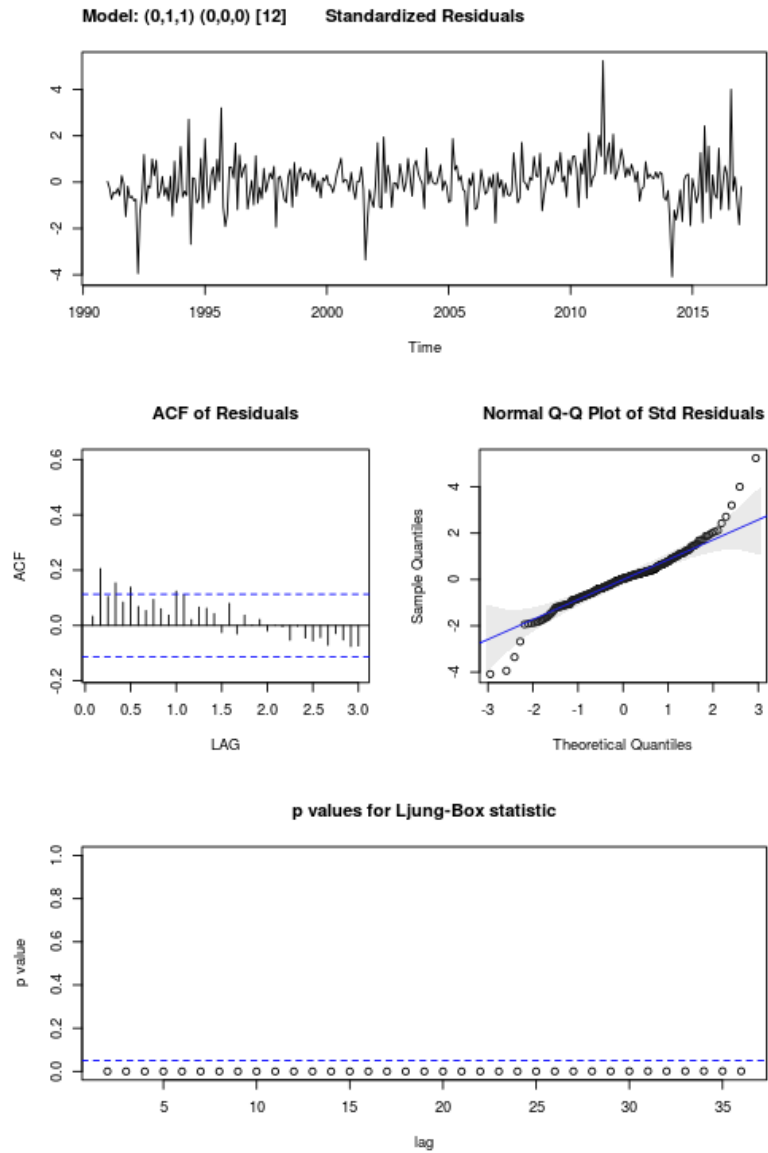 Model: (0,1,1) (0,0,0) [12] Standardized Residuals
4
2
0
-2
-4
1990 1995 2000 2005 2010 2015
Time
ACF of Residuals
ACF
0.6
0.4
0.2
0.0
-0.2
0.0 0.5 1.0 1.5 2.0 2.5 3.0
LAG
Normal Q-Q Plot of Std Residuals
Sample Quantiles
4
2
0
-2
-4
-3 -2 -1 0 1 2 3
Theoretical Quantiles
p values for Ljung-Box statistic
p value
1.0
0.8
0.6
0.4
0.2
0.0
5 10 15 20 25 30 35
lag